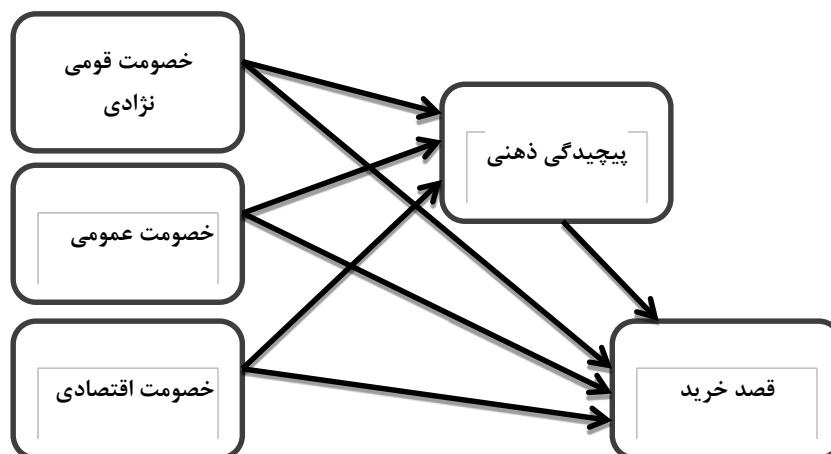 خصومت قومی
نژادی
پیچیدگی ذهنی
خصومت عمومی
خصومت اقتصادی
قصد خرید